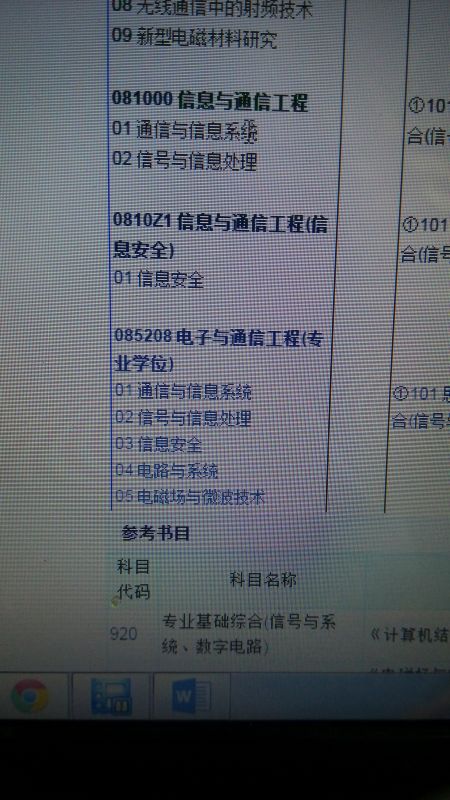 08 无线通信中的射频技术
09 新型电磁材料研究
081000 信息与通信工程
①101
01 通信与信息系统
合(信
02 信号与信息处理
0810Z1 信息与通信工程(信
①101
息安全)
合(信号
01 信息安全
085208 电子与通信工程(专
业学位)
01 通信与信息系统
①101 思
02 信号与信息处理
合(信号与
03 信息安全
04 电路与系统
05 电磁场与微波技术
参考书目
科目
代码
科目名称
920
专业基础综合(信号与系
统、数字电路)
《计算机结